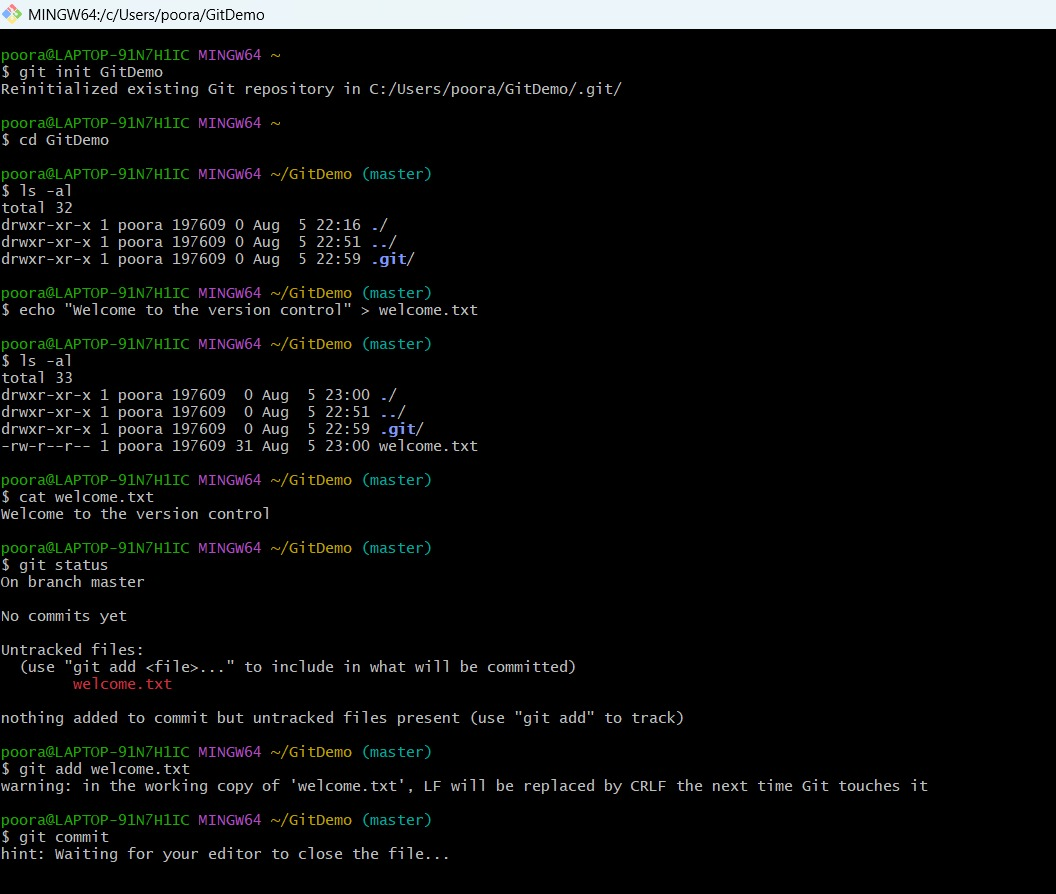 MINGW64:/c/Users/poora/GitDemo
poora@LAPTOP-91N7H1IC MINGW64 ~
$ git init GitDemo
Reinitialized existing Git repository in C:/Users/poora/GitDemo/.git/
poora@LAPTOP-91N7H1IC MINGW64 ~
$ cd GitDemo
poora@LAPTOP-91N7H1IC MINGW64 ~/GitDemo (master)
$ ls -al
total 32
drwxr-xr-x 1 poora 197609 0 Aug  5 22:16 ./
drwxr-xr-x 1 poora 197609 0 Aug  5 22:51 ../
drwxr-xr-x 1 poora 197609 0 Aug  5 22:59 .git/
poora@LAPTOP-91N7H1IC MINGW64 ~/GitDemo (master)
$ echo "Welcome to the version control" > welcome.txt
poora@LAPTOP-91N7H1IC MINGW64 ~/GitDemo (master)
$ ls -al
total 33
drwxr-xr-x 1 poora 197609  0 Aug  5 23:00 ./
drwxr-xr-x 1 poora 197609  0 Aug  5 22:51 ../
drwxr-xr-x 1 poora 197609  0 Aug  5 22:59 .git/
-rw-r--r-- 1 poora 197609 31 Aug  5 23:00 welcome.txt
poora@LAPTOP-91N7H1IC MINGW64 ~/GitDemo (master)
$ cat welcome.txt
Welcome to the version control
poora@LAPTOP-91N7H1IC MINGW64 ~/GitDemo (master)
$ git status
On branch master
No commits yet
Untracked files:
  (use "git add <file>..." to include in what will be committed)
        welcome.txt
nothing added to commit but untracked files present (use "git add" to track)
poora@LAPTOP-91N7H1IC MINGW64 ~/GitDemo (master)
$ git add welcome.txt
warning: in the working copy of 'welcome.txt', LF will be replaced by CRLF the next time Git touches it
poora@LAPTOP-91N7H1IC MINGW64 ~/GitDemo (master)
$ git commit
hint: Waiting for your editor to close the file...